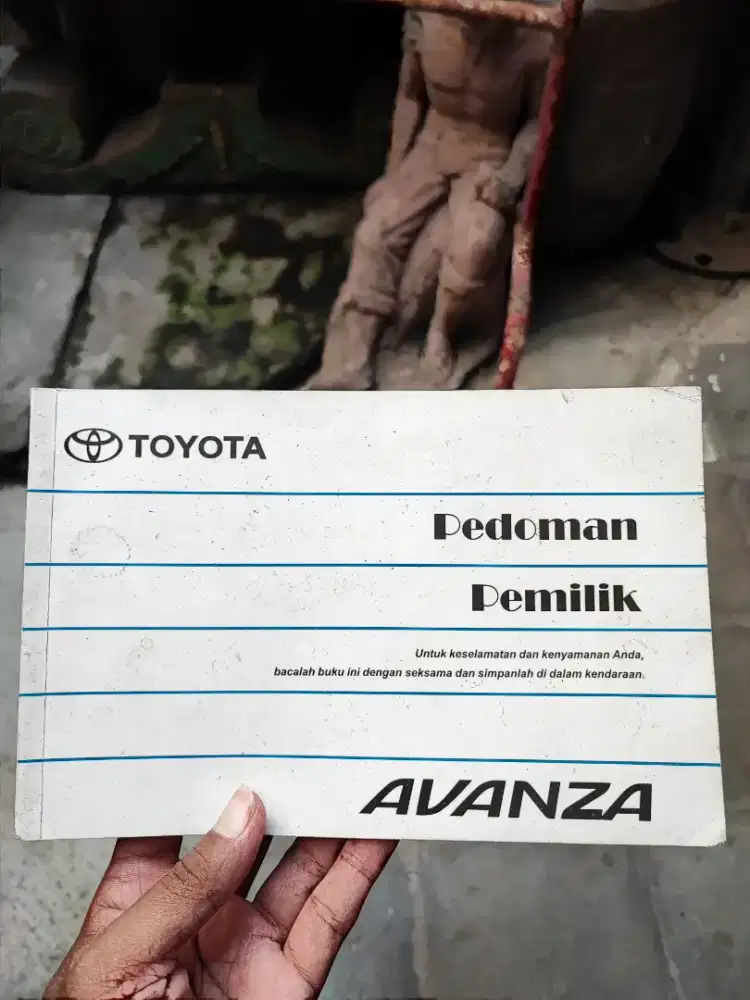 TOYOTA
Pedoman
Pemilik
Untuk keselamatan dan kenyamanan Anda,
bacalah buku ini dengan seksama dan simpanlah di dalam kendaraan.
AVANZA